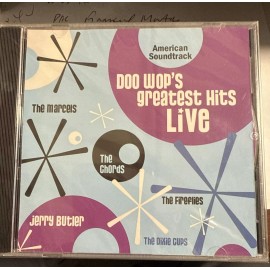 American
Soundtrack
DOO WOP'S
greatest Hits
Live
The Marcels
The
Chords
The Fireflies
Jerry Butler
The Dixie Cups